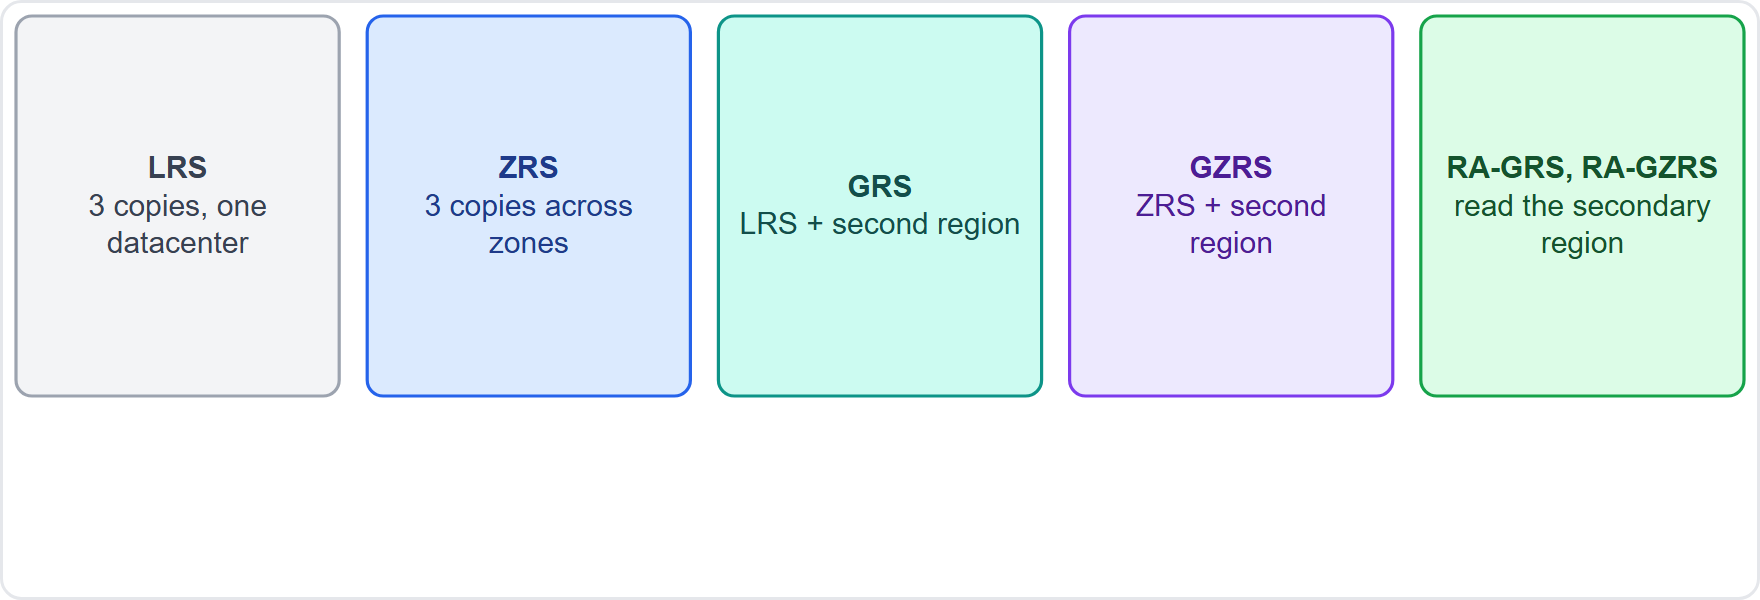 LRS
3 copies, one
datacenter
ZRS
3 copies across
zones
GRS
LRS + second region
GZRS
ZRS + second
region
RA-GRS, RA-GZRS
read the secondary
region